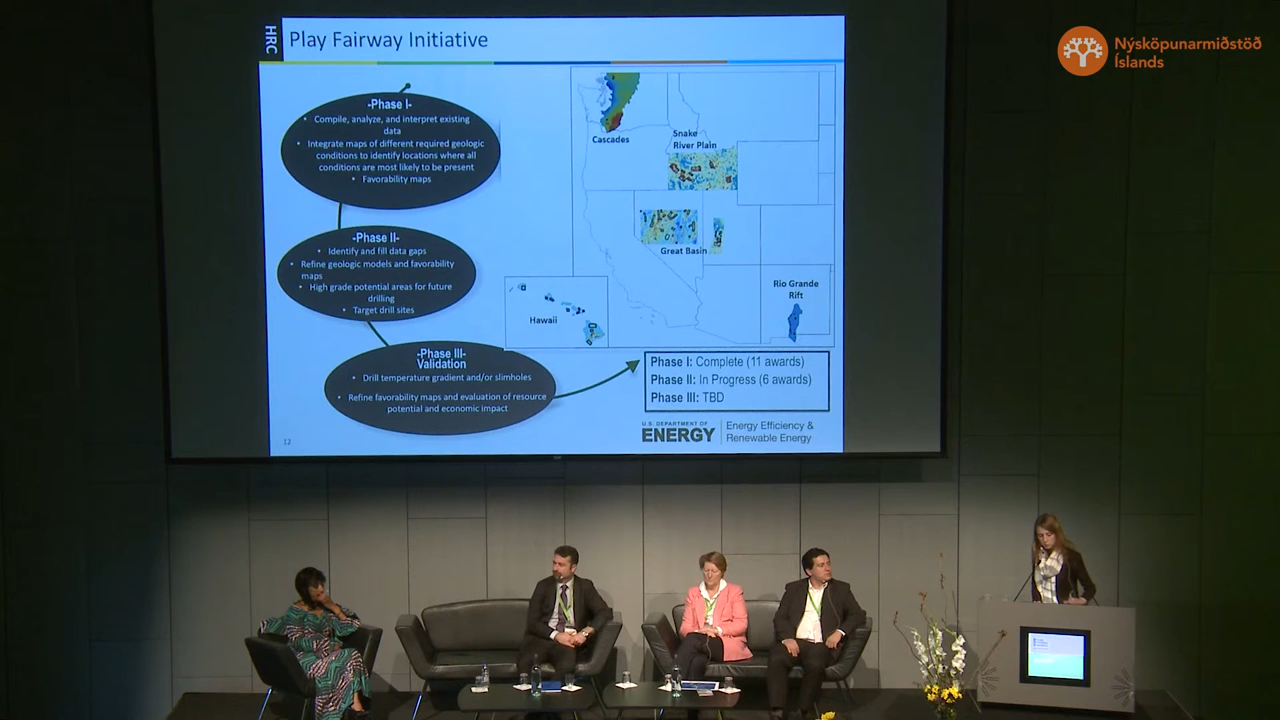 HRC
Play Fairway Initiative
-Phase I-
• Compile, analyze, and interpret existing
data
• Integrate maps of different required geologic
conditions to identify locations where all
conditions are most likely to be present
• Favorability maps
-Phase II-
• Identify and fill data gaps
• Refine geologic models and favorability
maps
• High grade potential areas for future
drilling
• Target drill sites
-Phase III-
Validation
• Drill temperature gradient and/or slimholes
• Refine favorability maps and evaluation of resource
potential and economic impact
Cascades
Snake
River Plain
Great Basin
Rio Grande
Rift
Hawaii
Phase I: Complete (11 awards)
Phase II: In Progress (6 awards)
Phase III: TBD
12
U.S. DEPARTMENT OF
ENERGY
Energy Efficiency &
Renewable Energy
Nýsköpunarmiðstöð
Íslands